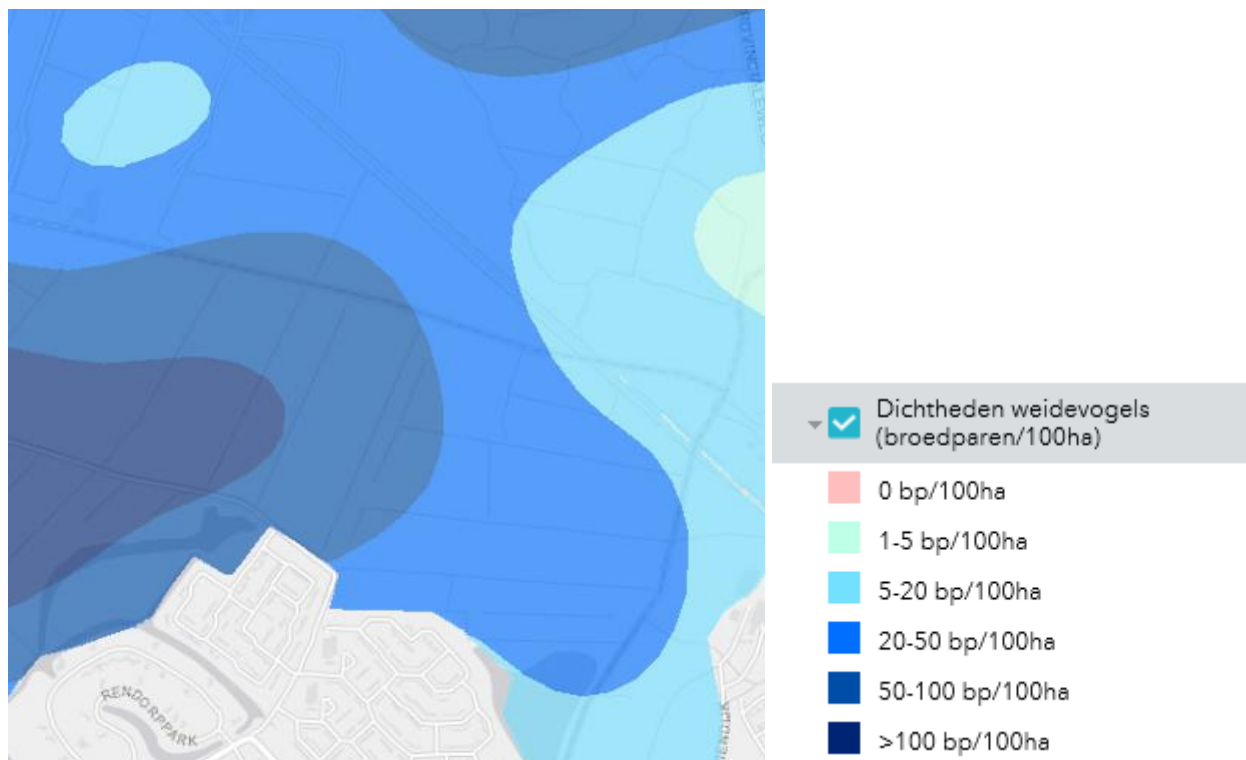 RENDORPPARK
Dichtheden weidevogels
(broedparen/100ha)
0 bp/100ha
1-5 bp/100ha
5-20 bp/100ha
20-50 bp/100ha
50-100 bp/100ha
>100 bp/100ha